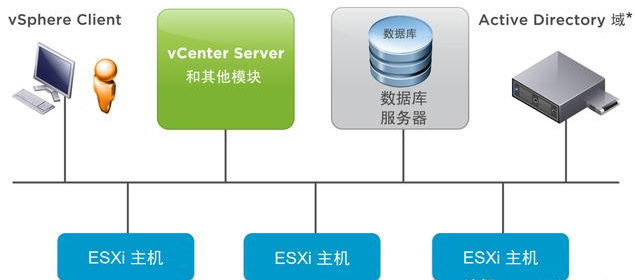 vSphere Client
vCenter Server
和其他模块
数据库
数据库
服务器
Active Directory 域*
ESXi 主机
ESXi 主机
ESXi 主机